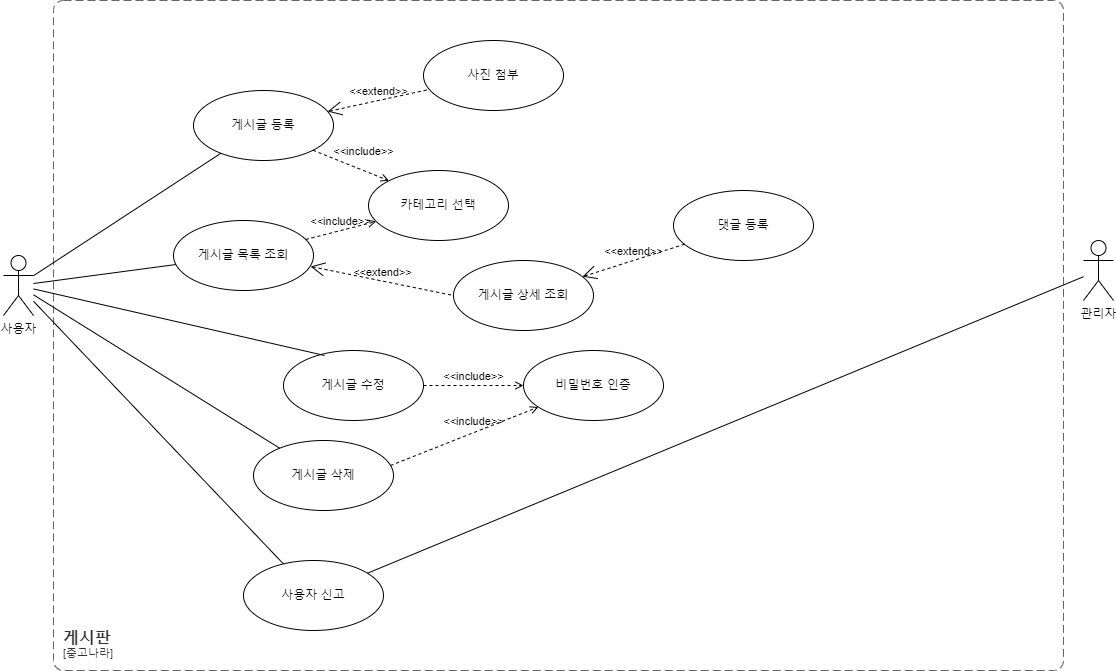 사진 첨부
<<extend>>
게시글 등록
<<include>>
카테고리 선택
<<include>>
댓글 등록
게시글 목록 조회
<<extend>>
<<extend>>
게시글 상세 조회
사용자
관리자
게시글 수정
<<include>>
비밀번호 인증
<<include>>
게시글 삭제
사용자 신고
게시판
[중고나라]